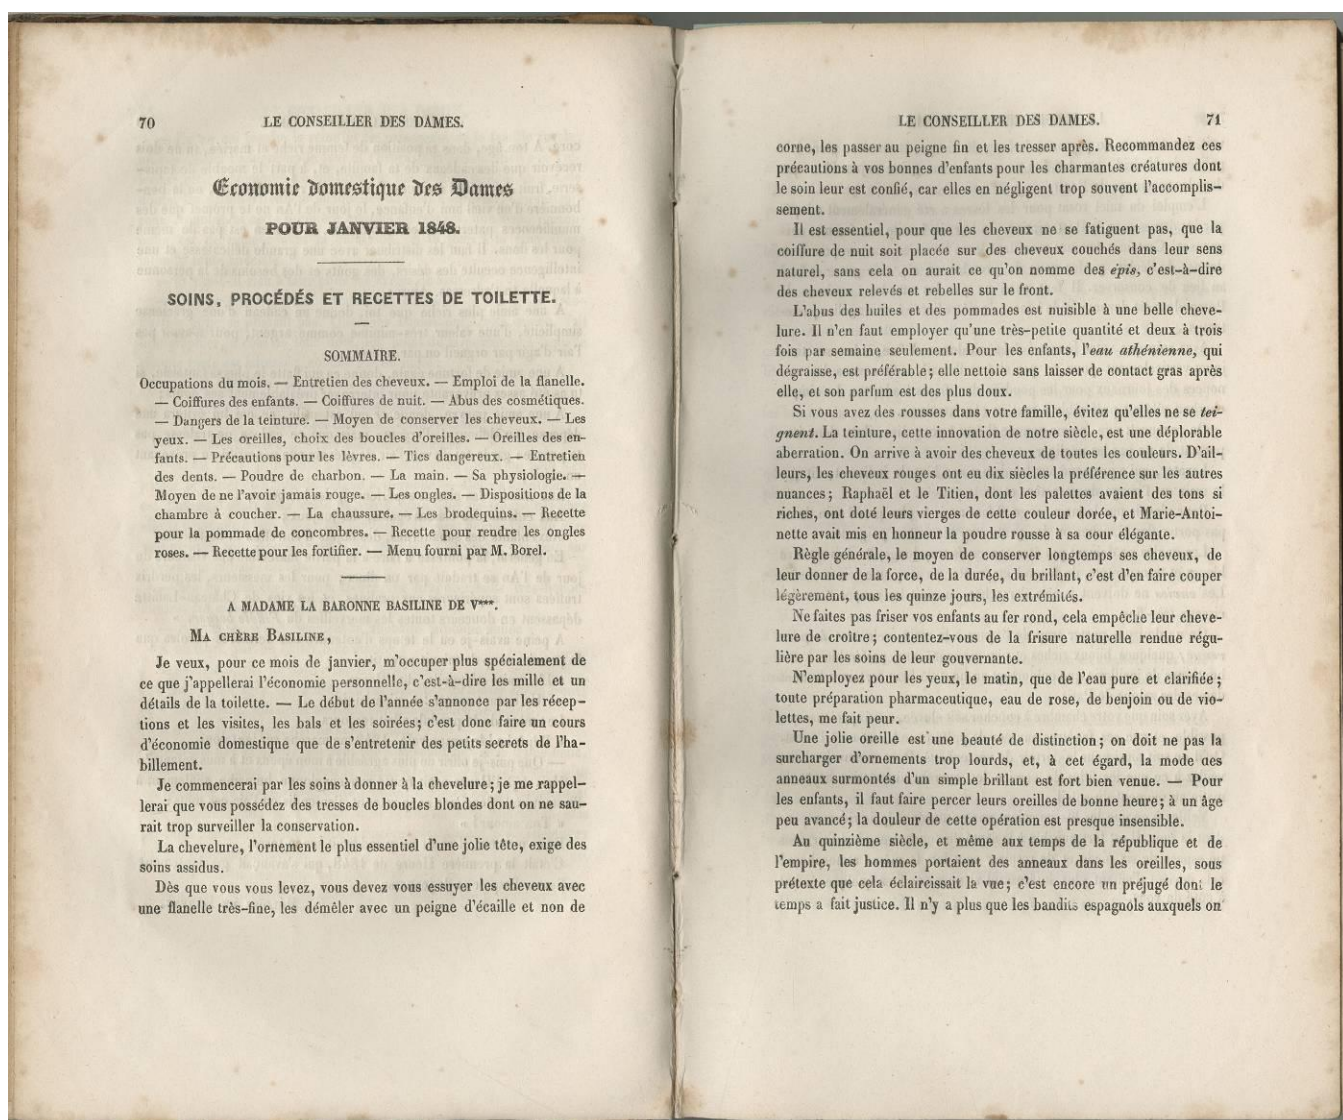 70 LE CONSEILLER DES DAMES.
Economie domestique des Dames
POUR JANVIER 1848.
SOINS, PROCÉDÉS ET RECETTES DE TOILETTE.
SOMMAIRE.
Occupations du mois. — Entretien des cheveux. — Emploi de la flanelle.
— Coiffures des enfants. — Coiffures de nuit. — Abus des cosmétiques.
— Dangers de la teinture. — Moyen de conserver les cheveux. — Les
yeux. — Les oreilles, choix des boucles d'oreilles. — Oreilles des en-
fants. — Précautions pour les lèvres. — Tics dangereux. — Entretien
des dents. — Poudre de charbon. — La main. — Sa physiologie. —
Moyen de ne l'avoir jamais rouge. — Les ongles. — Dispositions de la
chambre à coucher. — La chaussure. — Les brodequins. — Recette
pour la pommade de concombres. — Recette pour rendre les ongles
roses. — Recette pour les fortifier. — Menu fourni par M. Borel.
A MADAME LA BARONNE BASILINE DE V***.
MA CHÈRE BASILINE,
Je veux, pour ce mois de janvier, m'occuper plus spécialement de
ce que j'appellerai l'économie personnelle, c'est-à-dire les mille et un
détails de la toilette. — Le début de l'année s'annonce par les récep-
tions et les visites, les bals et les soirées; c'est donc faire un cours
d'économie domestique que de s'entretenir des petits secrets de l'ha-
billement.
Je commencerai par les soins à donner à la chevelure; je me rappel-
lerai que vous possédez des tresses de boucles blondes dont on ne sau-
rait trop surveiller la conservation.
La chevelure, l'ornement le plus essentiel d'une jolie tête, exige des
soins assidus.
Dès que vous vous levez, vous devez vous essuyer les cheveux avec
une flanelle très-fine, les démêler avec un peigne d'écaille et non de
LE CONSEILLER DES DAMES. 71
corne, les passer au peigne fin et les tresser après. Recommandez ces
précautions à vos bonnes d'enfants pour les charmantes créatures dont
le soin leur est confié, car elles en négligent trop souvent l'accomplis-
sement.
Il est essentiel, pour que les cheveux ne se fatiguent pas, que la
coiffure de nuit soit placée sur des cheveux couchés dans leur sens
naturel, sans cela on aurait ce qu'on nomme des épis, c'est-à-dire
des cheveux relevés et rebelles sur le front.
L'abus des huiles et des pommades est nuisible à une belle cheve-
lure. Il n'en faut employer qu'une très-petite quantité et deux à trois
fois par semaine seulement. Pour les enfants, l'eau athénienne, qui
dégraisse, est préférable; elle nettoie sans laisser de contact gras après
elle, et son parfum est des plus doux.
Si vous avez des rousses dans votre famille, évitez qu'elles ne se tei-
gnent. La teinture, cette innovation de notre siècle, est une déplorable
aberration. On arrive à avoir des cheveux de toutes les couleurs. D'ail-
leurs, les cheveux rouges ont eu dix siècles la préférence sur les autres
nuances; Raphaël et le Titien, dont les palettes avaient des tons si
riches, ont doté leurs vierges de cette couleur dorée, et Marie-Antoi-
nette avait mis en honneur la poudre rousse à sa cour élégante.
Règle générale, le moyen de conserver longtemps ses cheveux, de
leur donner de la force, de la durée, du brillant, c'est d'en faire couper
légèrement, tous les quinze jours, les extrémités.
Ne faites pas friser vos enfants au fer rond, cela empêche leur cheve-
lure de croître; contentez-vous de la frisure naturelle rendue régu-
lière par les soins de leur gouvernante.
N'employez pour les yeux, le matin, que de l'eau pure et clarifiée;
toute préparation pharmaceutique, eau de rose, de benjoin ou de vio-
lettes, me fait peur.
Une jolie oreille est une beauté de distinction; on doit ne pas la
surcharger d'ornements trop lourds, et, à cet égard, la mode des
anneaux surmontés d'un simple brillant est fort bien venue. — Pour
les enfants, il faut faire percer leurs oreilles de bonne heure; à un âge
peu avancé; la douleur de cette opération est presque insensible.
Au quinzième siècle, et même aux temps de la république et de
l'empire, les hommes portaient des anneaux dans les oreilles, sous
prétexte que cela éclaircissait la vue; c'est encore un préjugé dont le
temps a fait justice. Il n'y a plus que les bandits espagnols auxquels on